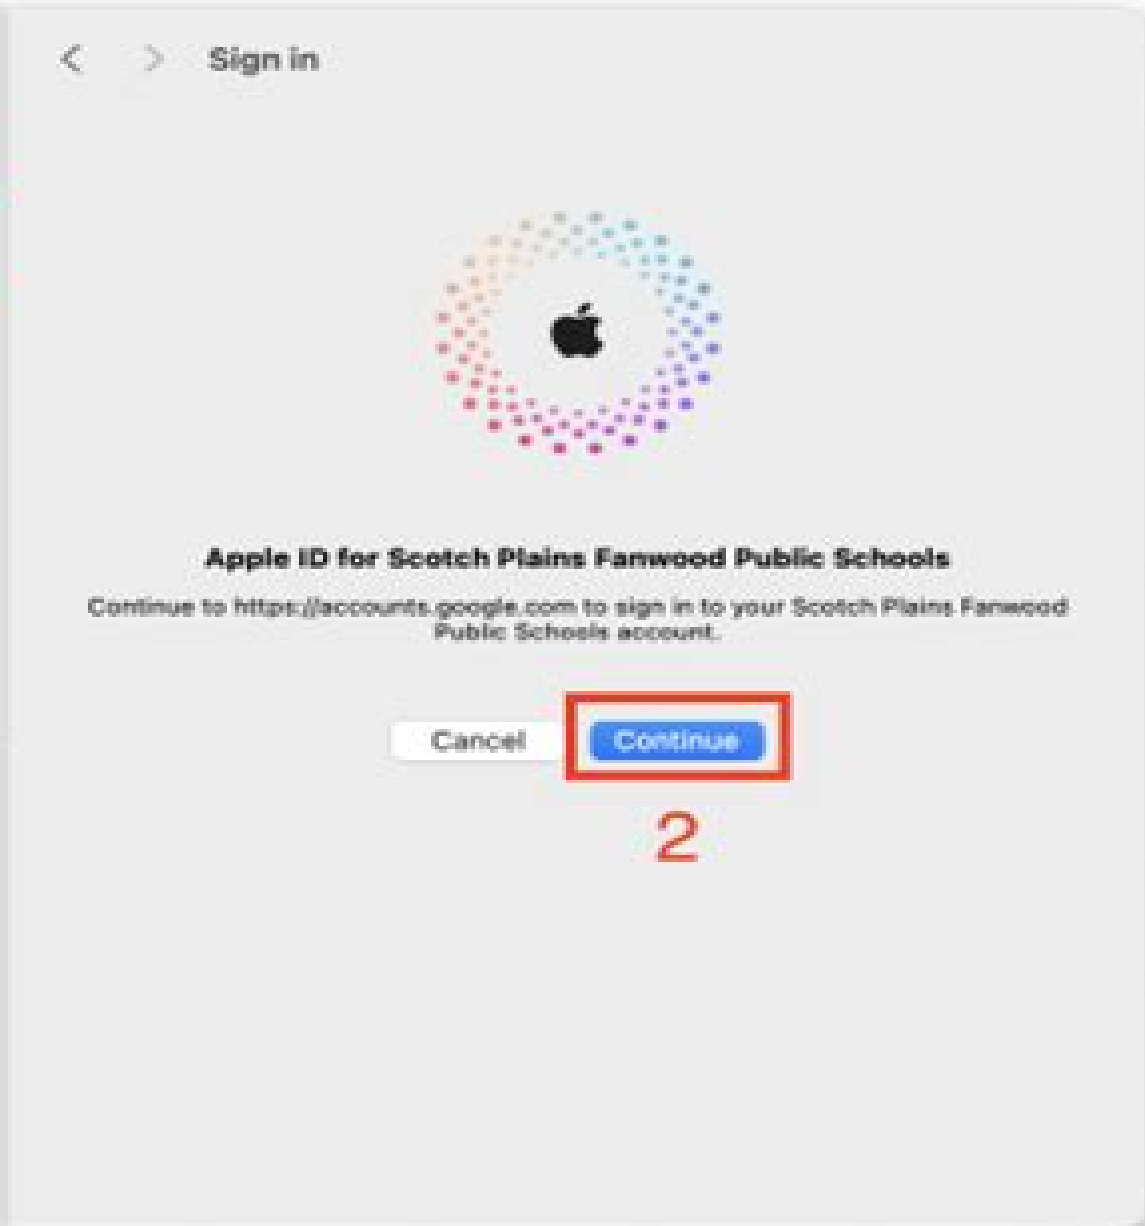 Sign in
Apple ID for Scotch Plains Fanwood Public Schools
Continue to https://accounts.google.com to sign in to your Scotch Plains Fanwood
Public Schools account.
Cancel
Continue
2